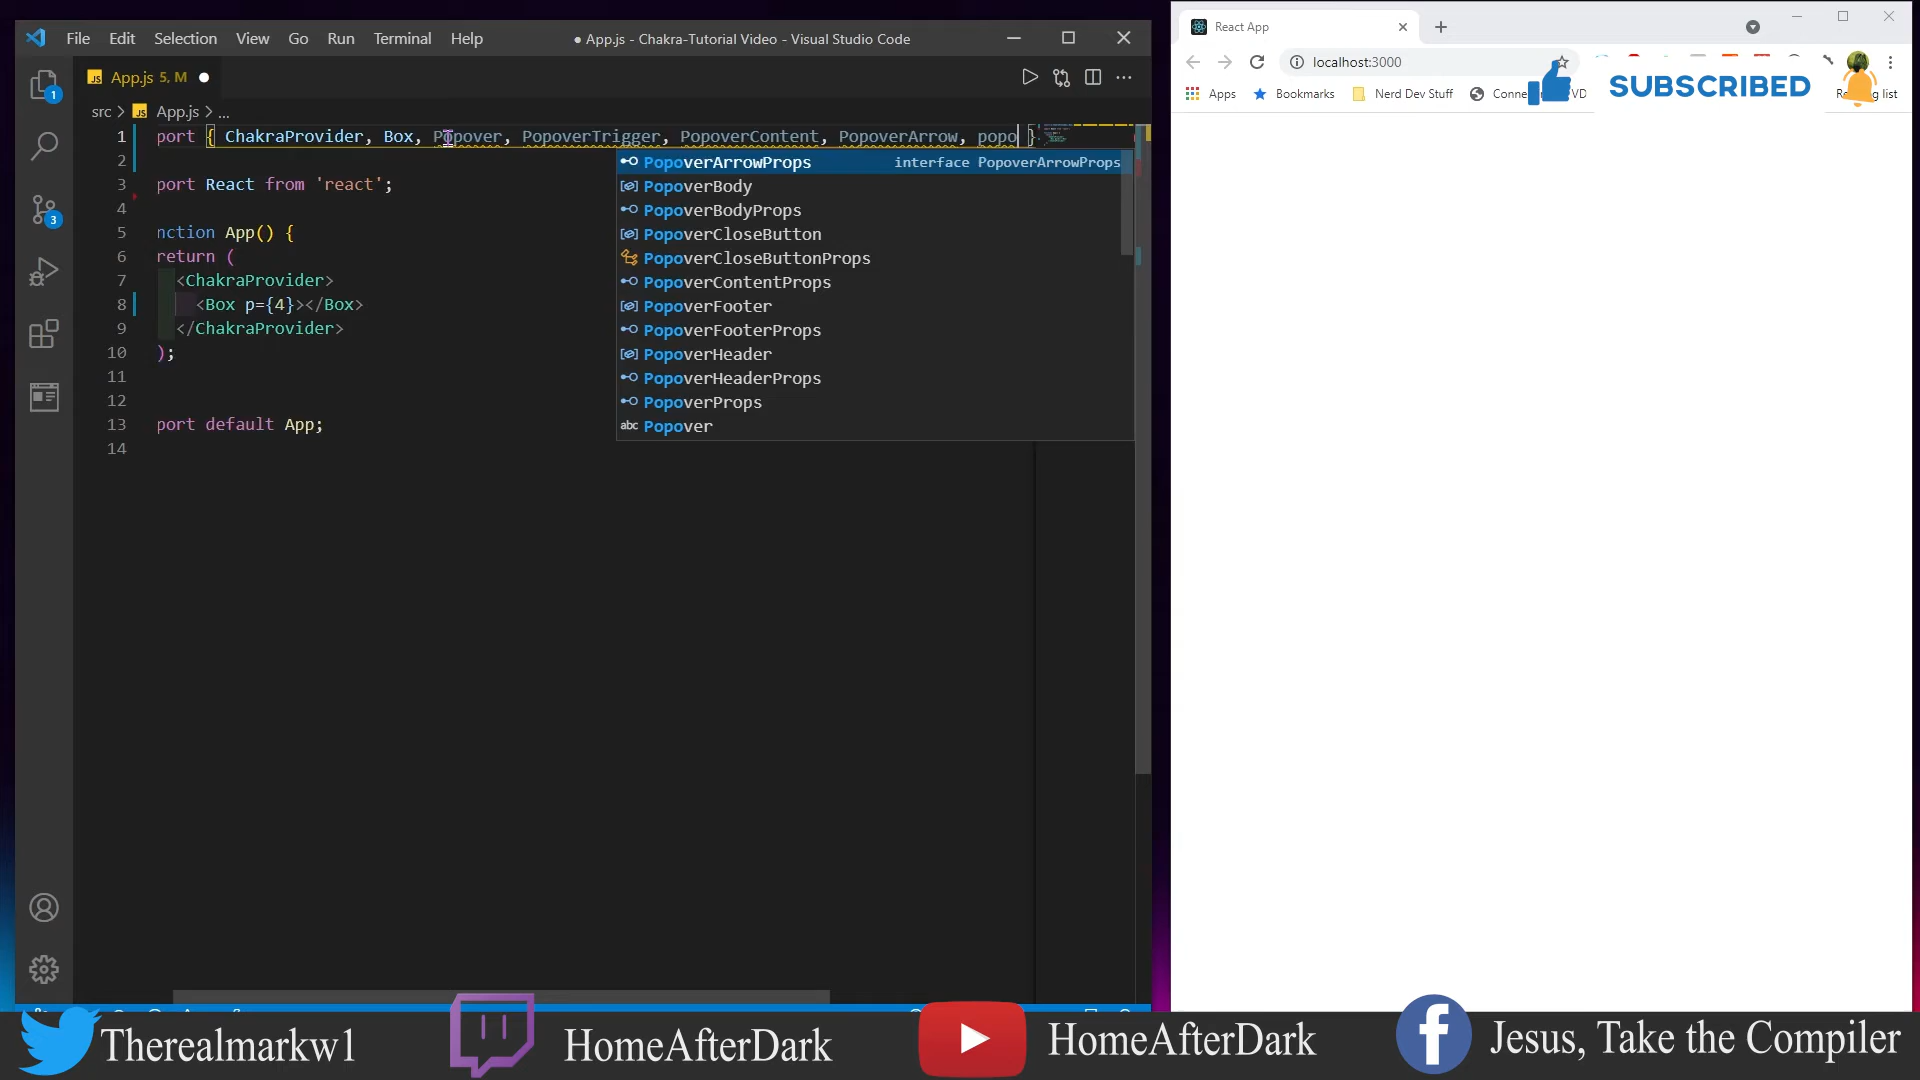 File Edit Selection View Go Run Terminal Help
● App.js - Chakra-Tutorial Video - Visual Studio Code
App.js 5, M
src > App.js > ...
1 port { ChakraProvider, Box, Popover, PopoverTrigger, PopoverContent, PopoverArrow, popo }
2
3 port React from 'react';
4
5 nction App() {
6 return (
7 <ChakraProvider>
8 <Box p={4}></Box>
9 </ChakraProvider>
10 );
11
12
13 port default App;
14
PopoverArrowProps interface PopoverArrowProps
PopoverBody
PopoverBodyProps
PopoverCloseButton
PopoverCloseButtonProps
PopoverContentProps
PopoverFooter
PopoverFooterProps
PopoverHeader
PopoverHeaderProps
PopoverProps
abc Popover
1
3
React App
localhost:3000
Apps Bookmarks Nerd Dev Stuff
SUBSCRIBED
list
Therealmarkw1
HomeAfterDark
HomeAfterDark
Jesus, Take the Compiler